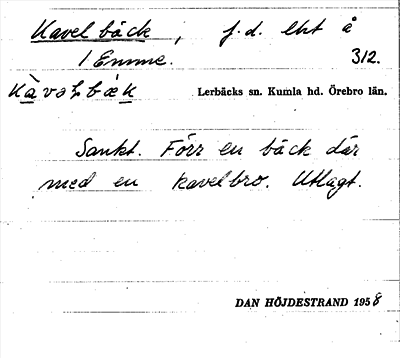 Kavelbäck, f.d. lht å
1 Emme. 312.
Kàvəlbæk Lerbäcks sn. Kumla hd. Örebro län.
Sankt. Förr en bäck där
med en kavelbro. Utlagt.
DAN HÖJDESTRAND 1958